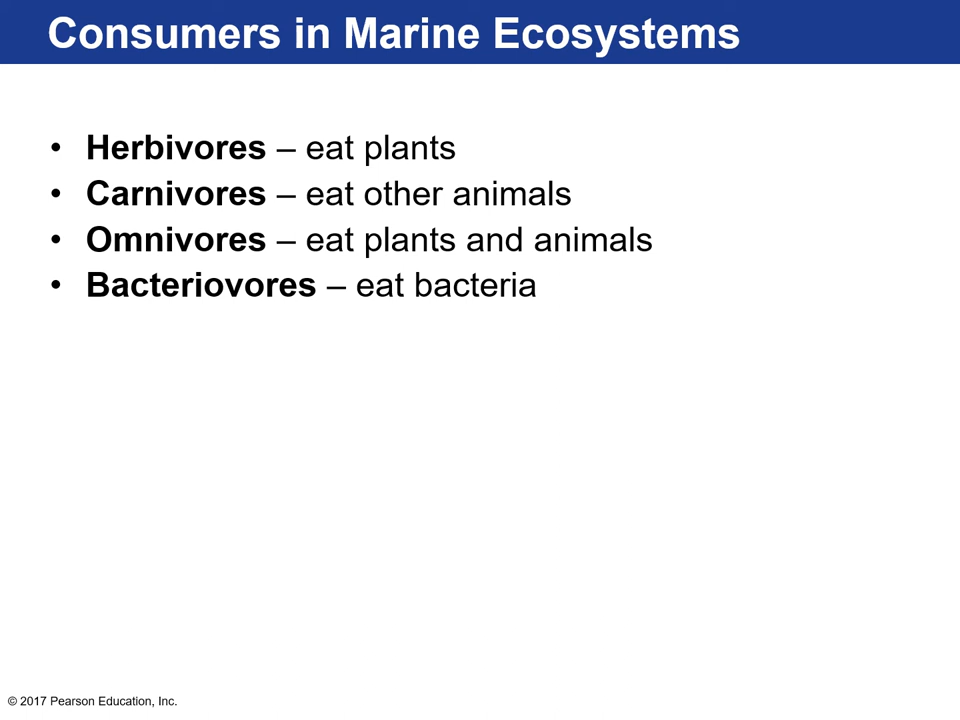 Consumers in Marine Ecosystems
• Herbivores – eat plants
• Carnivores – eat other animals
• Omnivores – eat plants and animals
• Bacteriovores – eat bacteria
© 2017 Pearson Education, Inc.